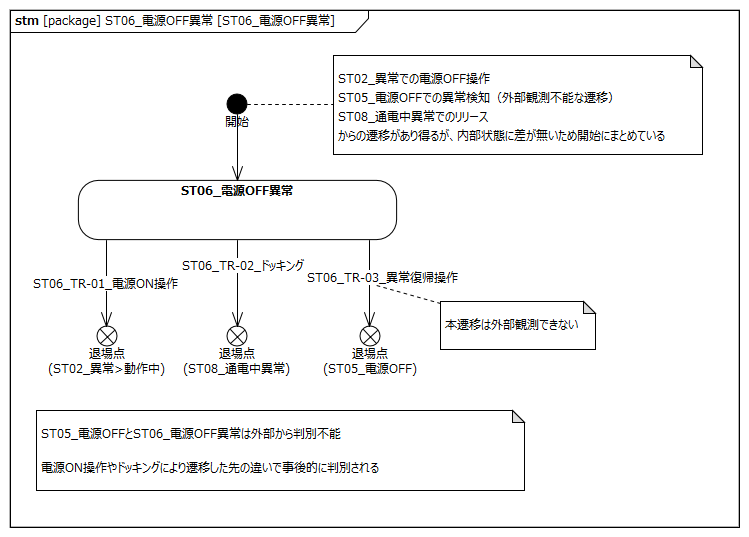 stm [package] ST06_電源OFF異常 [ST06_電源OFF異常]
ST02_異常での電源OFF操作
ST05_電源OFFでの異常検知（外部観測不能な遷移）
ST08_通電中異常でのリリース
からの遷移があり得るが、内部状態に差が無いため開始にまとめている
開始
ST06_電源OFF異常
ST06_TR-01_電源ON操作
ST06_TR-02_ドッキング
ST06_TR-03_異常復帰操作
本遷移は外部観測できない
退場点
(ST02_異常>動作中)
退場点
(ST08_通電中異常)
退場点
(ST05_電源OFF)
ST05_電源OFFとST06_電源OFF異常は外部から判別不能
電源ON操作やドッキングにより遷移した先の違いで事後的に判別される